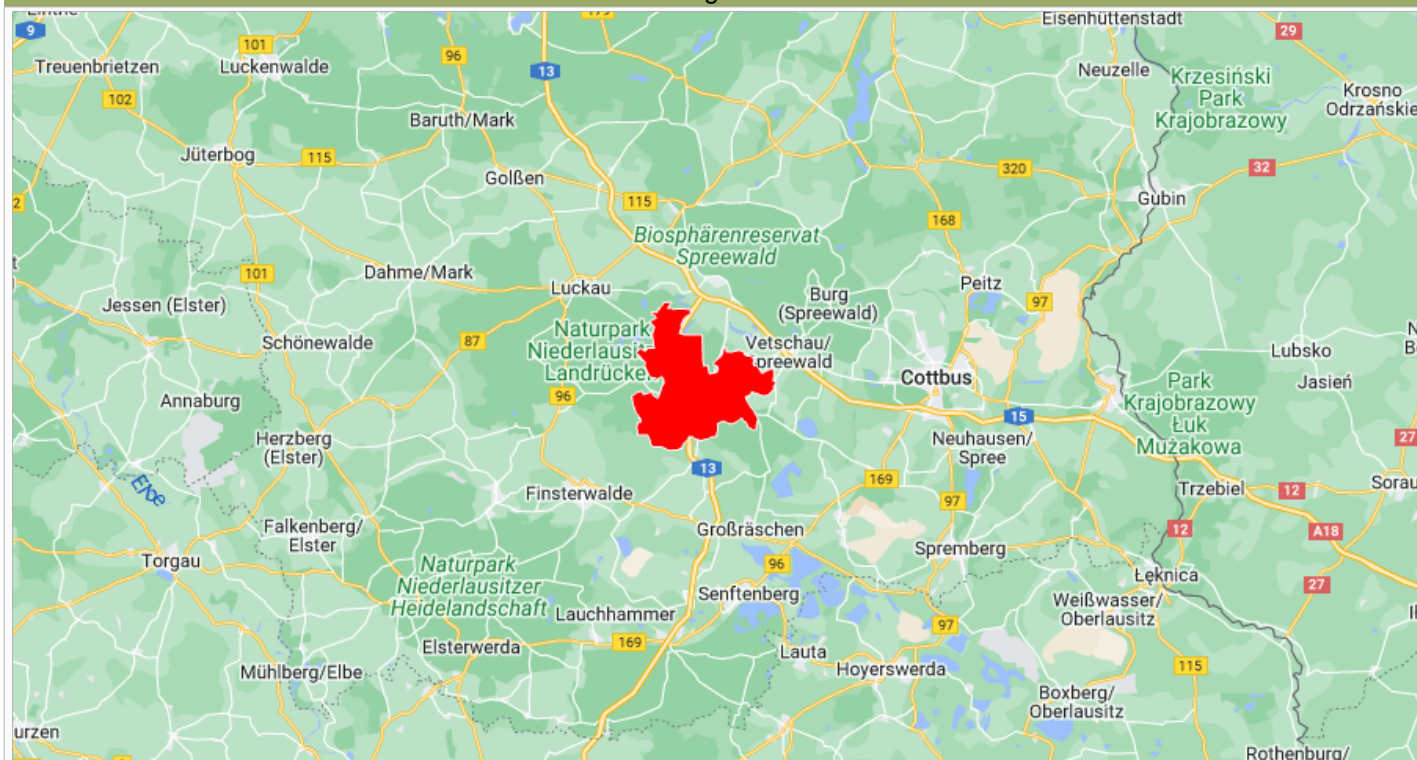 Eisenhüttenstadt
9
101
96
13
29
Treuenbrietzen
Luckenwalde
Neuzelle
Krzesiński
Park
Krajobrazowy
Krosno
Odrzańskie
102
Baruth/Mark
Jüterbog
115
Golßen
320
32
2
115
Gubin
168
Biosphärenreservat
Spreewald
101
Dahme/Mark
Luckau
Peitz
Burg
(Spreewald)
97
Jessen (Elster)
Schönewalde
87
Naturpark
Vetschau/
Lubsko
Cottbus
Jasień
Park
Krajobrazowy
Łuk
Mużakowa
96
Annaburg
15
Herzberg
(Elster)
Neuhausen/
Spree
27
13
169
Elbe
Finsterwalde
97
Trzebiel
12
Falkenberg/
Elster
Großräschen
12
A18
Spremberg
Torgau
Naturpark
Niederlausitzer
Heidelandschaft
96
Łęknica
27
Senftenberg
Weißwasser/
Oberlausitz
Lauchhammer
97
Elsterwerda
169
Lauta
Hoyerswerda
115
Mühlberg/Elbe
Boxberg/
Oberlausitz
urzen
Rothenburg/